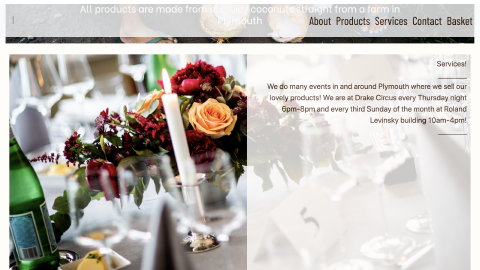 All products are made from coconuts straight from a farm in
Plymouth
About Products Services Contact Basket
Services!
We do many events in and around Plymouth where we sell our
lovely products! We are at Drake Circus every Thursday night
6pm-8pm,and every third Sunday of the month at Roland
Levinsky building 10am-4pm!
5